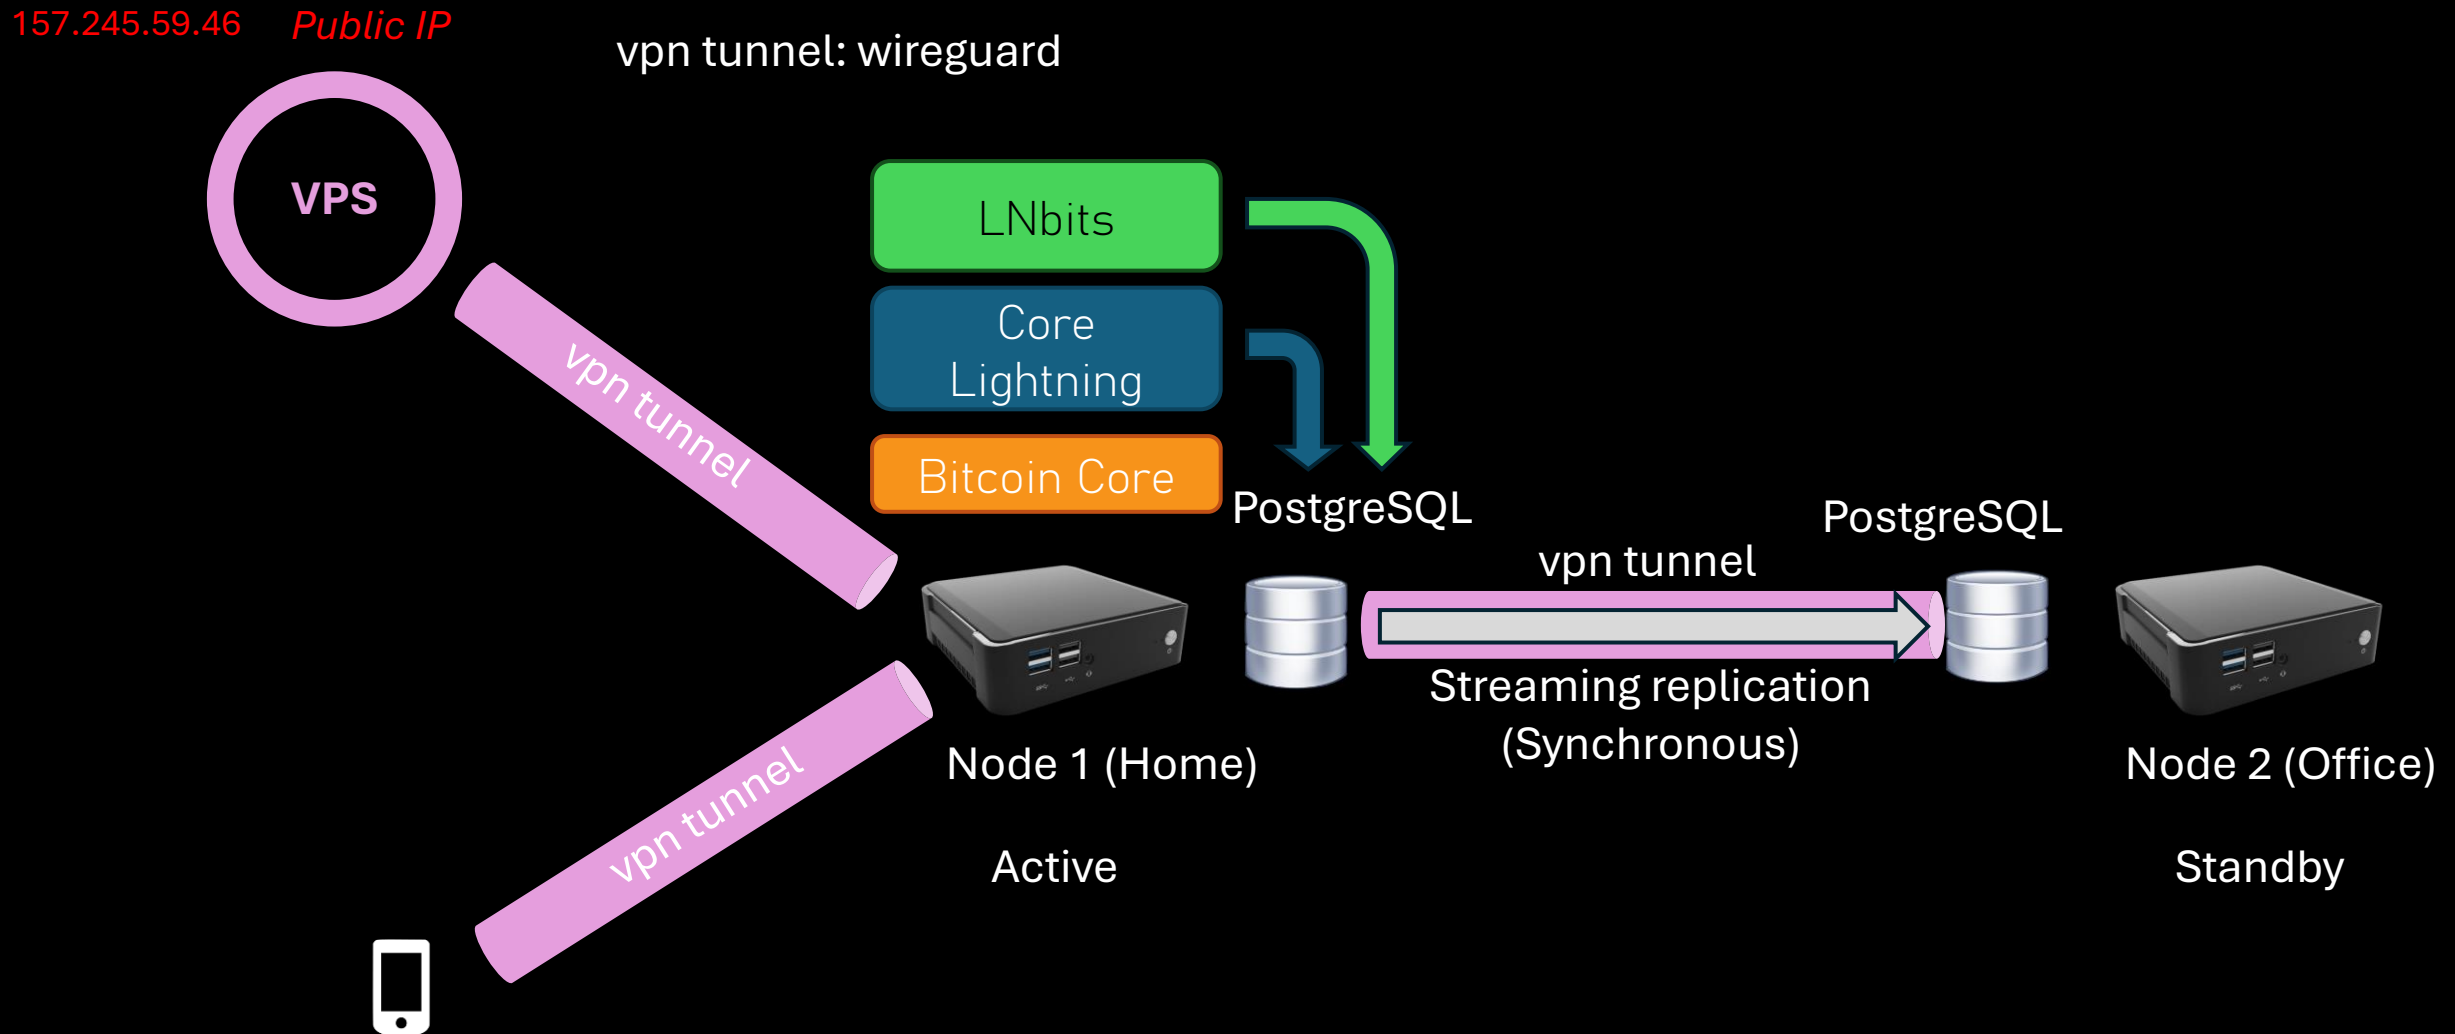 157.245.59.46
Public IP
vpn tunnel: wireguard
VPS
LNbits
Core
Lightning
Bitcoin Core
vpn tunnel
PostgreSQL
PostgreSQL
vpn tunnel
Streaming replication
(Synchronous)
Node 1 (Home)
Node 2 (Office)
vpn tunnel
Active
Standby